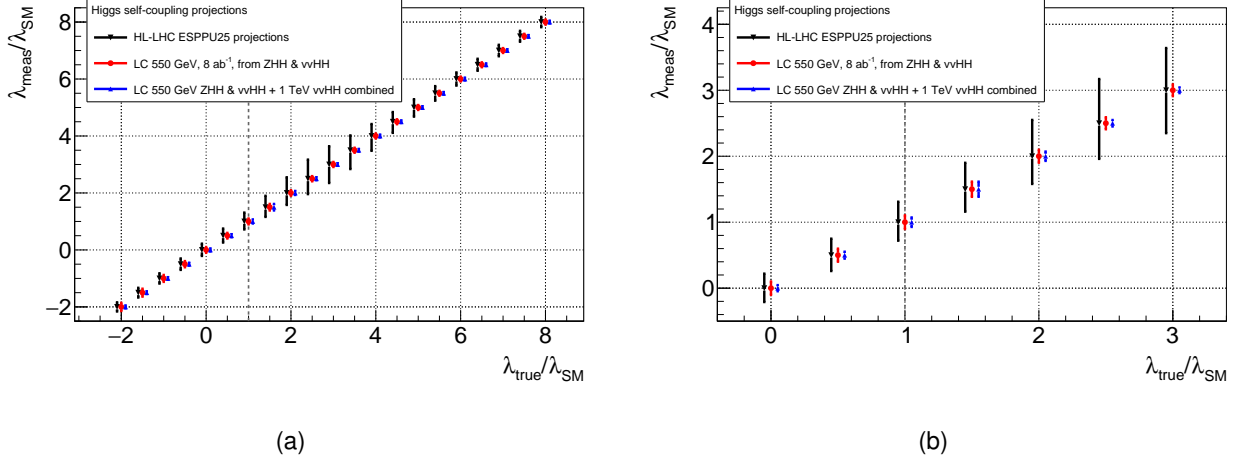 Higgs self-coupling projections
HL-LHC ESPPU25 projections
LC 550 GeV, 8 ab⁻¹, from ZHH & ννHH
LC 550 GeV ZHH & ννHH + 1 TeV ννHH combined
λmeas/λSM
8
6
4
2
0
−2
−2 0 2 4 6 8
λtrue/λSM
(a)
Higgs self-coupling projections
HL-LHC ESPPU25 projections
LC 550 GeV, 8 ab⁻¹, from ZHH & ννHH
LC 550 GeV ZHH & ννHH + 1 TeV ννHH combined
λmeas/λSM
4
3
2
1
0
0 1 2 3
λtrue/λSM
(b)